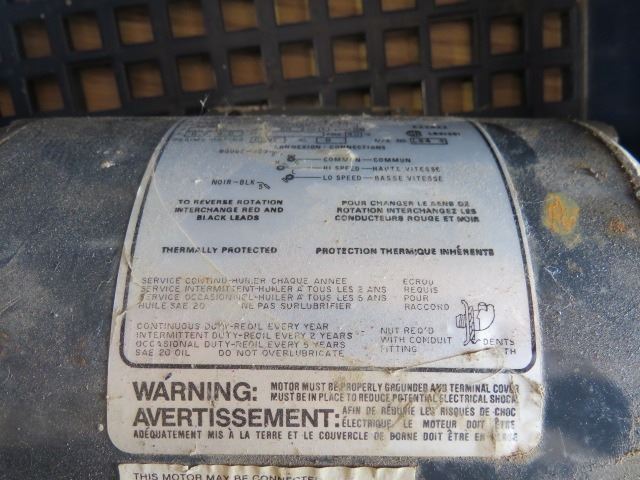 CONNEXION-CONNECTIONS
COMMUN-COMMUN
HI SPEED-HAUTE VITESSE
LO SPEED-BASSE VITESSE
NOIR-BLK 5
TO REVERSE ROTATION
INTERCHANGE RED AND
BLACK LEADS
POUR CHANGER LE SENS DE
ROTATION INTERCHANGEZ LES
CONDUCTEURS ROUGE ET NOIR
THERMALLY PROTECTED
PROTECTION THERMIQUE INHÉRENTE
SERVICE CONTINU-HUILER CHAQUE ANNÉE
SERVICE INTERMITTENT-HUILER À TOUS LES 2 ANS
SERVICE OCCASIONNEL-HUILER À TOUS LES 5 ANS
HUILE SAE 20 NE PAS SURLUBRIFIER
ECROU
REQUIS
POUR
RACCORD
CONTINUOUS DUTY-REOIL EVERY YEAR
INTERMITTENT DUTY-REOIL EVERY 2 YEARS
OCCASIONAL DUTY-REOIL EVERY 5 YEARS
SAE 20 OIL DO NOT OVERLUBRICATE
NUT REQ'D
WITH CONDUIT
FITTING
DENTS
TH
WARNING: MOTOR MUST BE PROPERLY GROUNDED AND TERMINAL COVER
MUST BE IN PLACE TO REDUCE POTENTIAL ELECTRICAL SHOCK
AVERTISSEMENT: AFIN DE RÉDUIRE LES RISQUES DE CHOC
ÉLECTRIQUE LE MOTEUR DOIT ÊTRE
ADÉQUATEMENT MIS À LA TERRE ET LE COUVERCLE DE BORNE DOIT ÊTRE EN
THIS MOTOR MAY BE CONNECTED